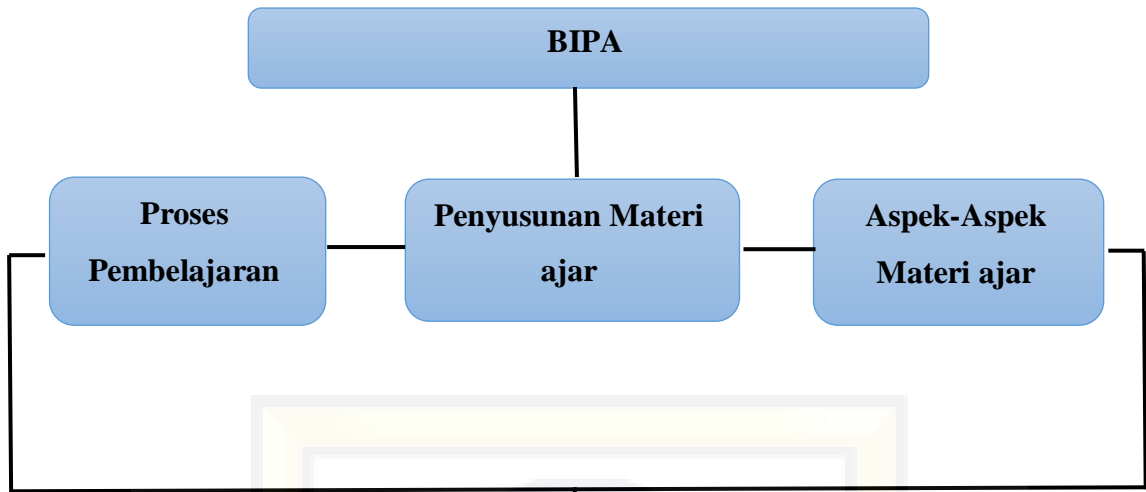 BIPA
Proses
Pembelajaran
Penyusunan Materi
ajar
Aspek-Aspek
Materi ajar